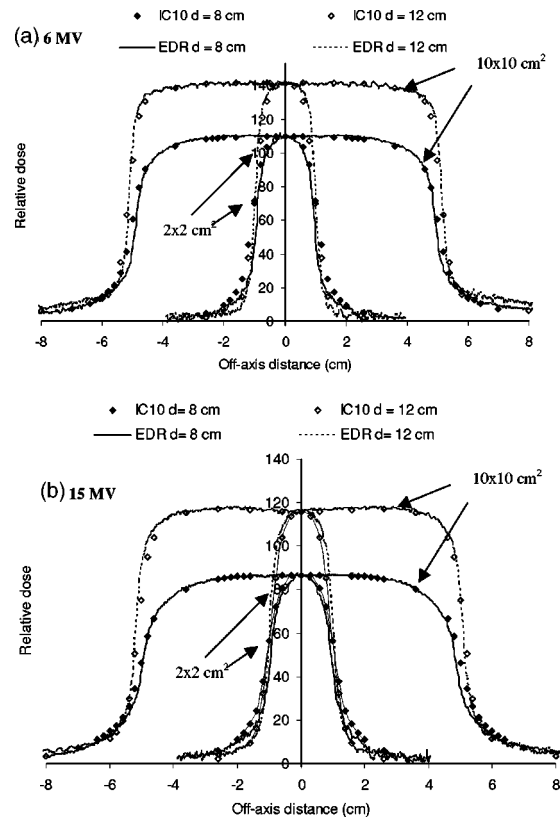 (a) 6 MV
IC10 d = 8 cm
IC10 d = 12 cm
EDR d = 8 cm
EDR d = 12 cm
160
140
120
100
80
60
40
20
0
10x10 cm²
2x2 cm²
Relative dose
-8 -6 -4 -2 0 2 4 6 8
Off-axis distance (cm)
IC10 d= 8 cm
IC10 d = 12 cm
EDR d= 8 cm
EDR d= 12 cm
(b) 15 MV
140
120
100
80
60
40
20
0
10x10 cm²
2x2 cm²
Relative dose
-8 -6 -4 -2 0 2 4 6 8
Off-axis distance (cm)